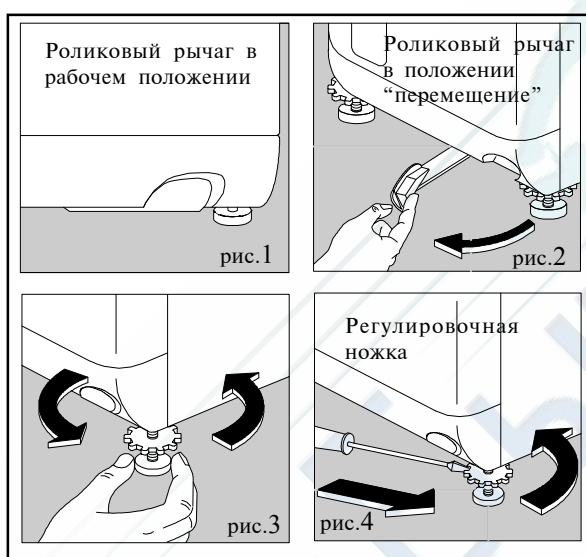 Роликовый рычаг в
рабочем положении
рис.1
Роликовый рычаг
в положении
“перемещение”
рис.2
рис.3
Регулировочная
ножка
рис.4